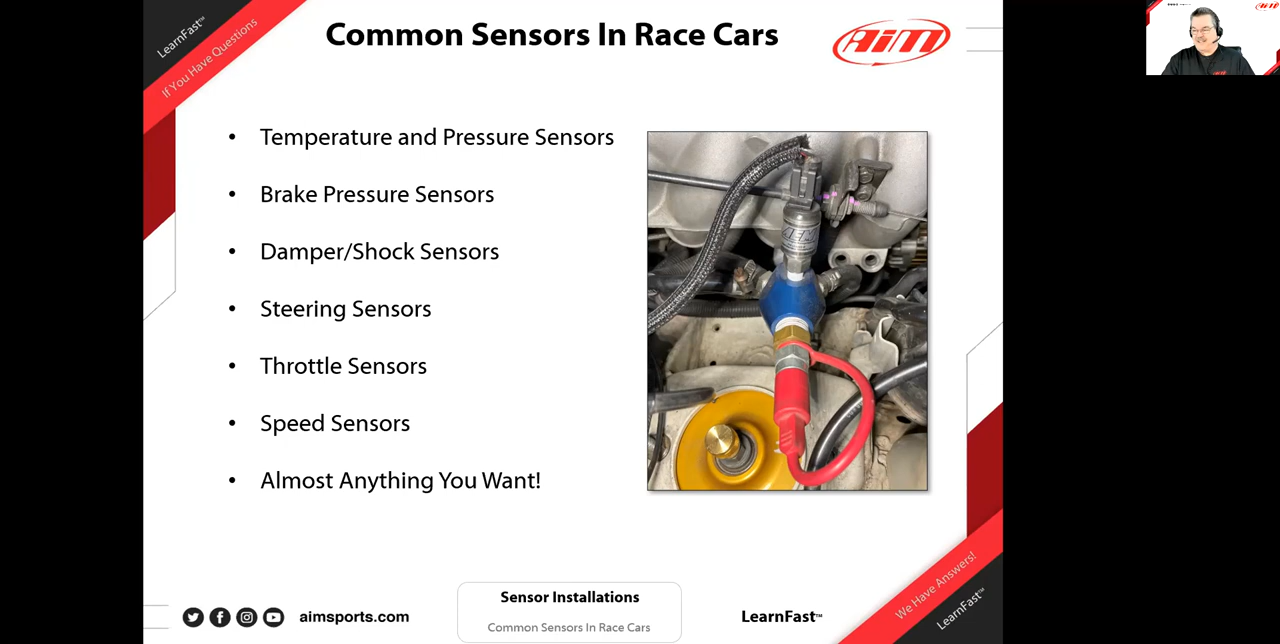 LearnFast™
If You Have Questions
Common Sensors In Race Cars
AiM
• Temperature and Pressure Sensors
• Brake Pressure Sensors
• Damper/Shock Sensors
• Steering Sensors
• Throttle Sensors
• Speed Sensors
• Almost Anything You Want!
We Have Answers!
LearnFast™
aimsports.com
Sensor Installations
Common Sensors In Race Cars
LearnFast™